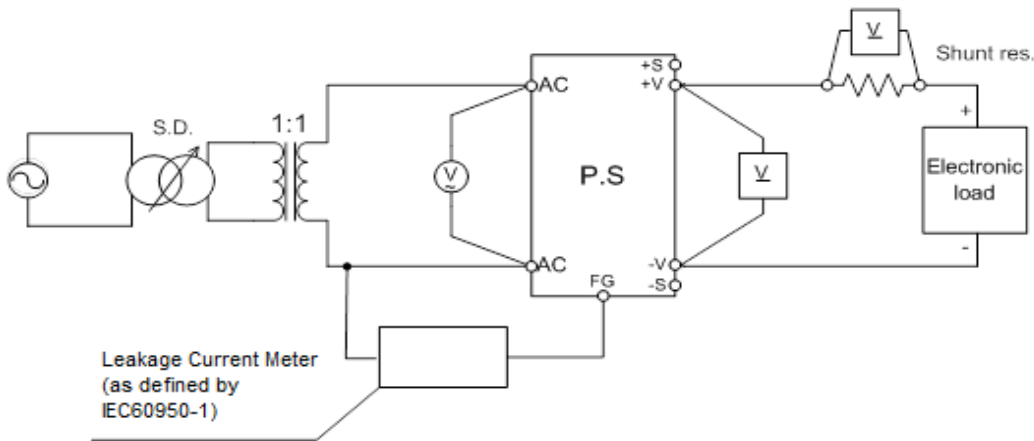 S.D.
1:1
AC
V
~
AC
P.S
+S
+V
-V
-S
FG
V
V
Shunt res.
+
Electronic
load
-
Leakage Current Meter
(as defined by
IEC60950-1)